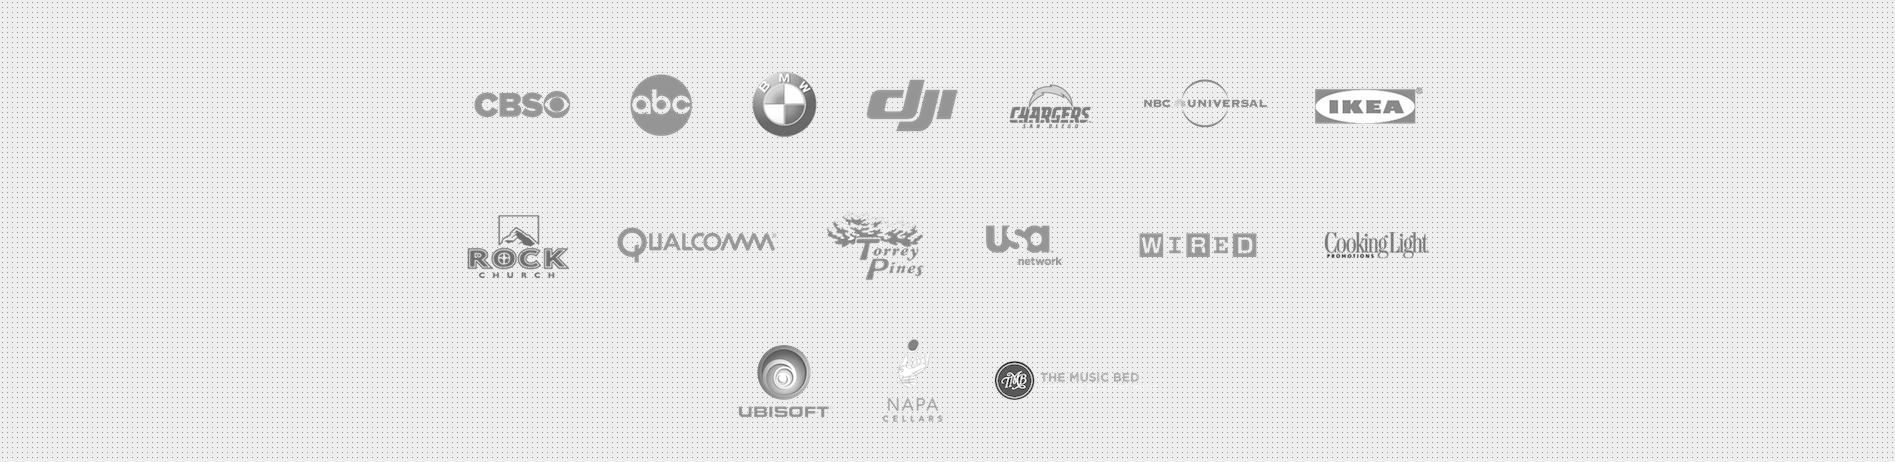 CBS
abc
BMW
dji
CHARGERS
SAN DIEGO
NBC UNIVERSAL
IKEA®
ROCK
CHURCH
QUALCOMM®
Torrey
Pines
usa
network
WIRED
CookingLight
PROMOTIONS
UBISOFT
NAPA
CELLARS
TMB
THE MUSIC BED